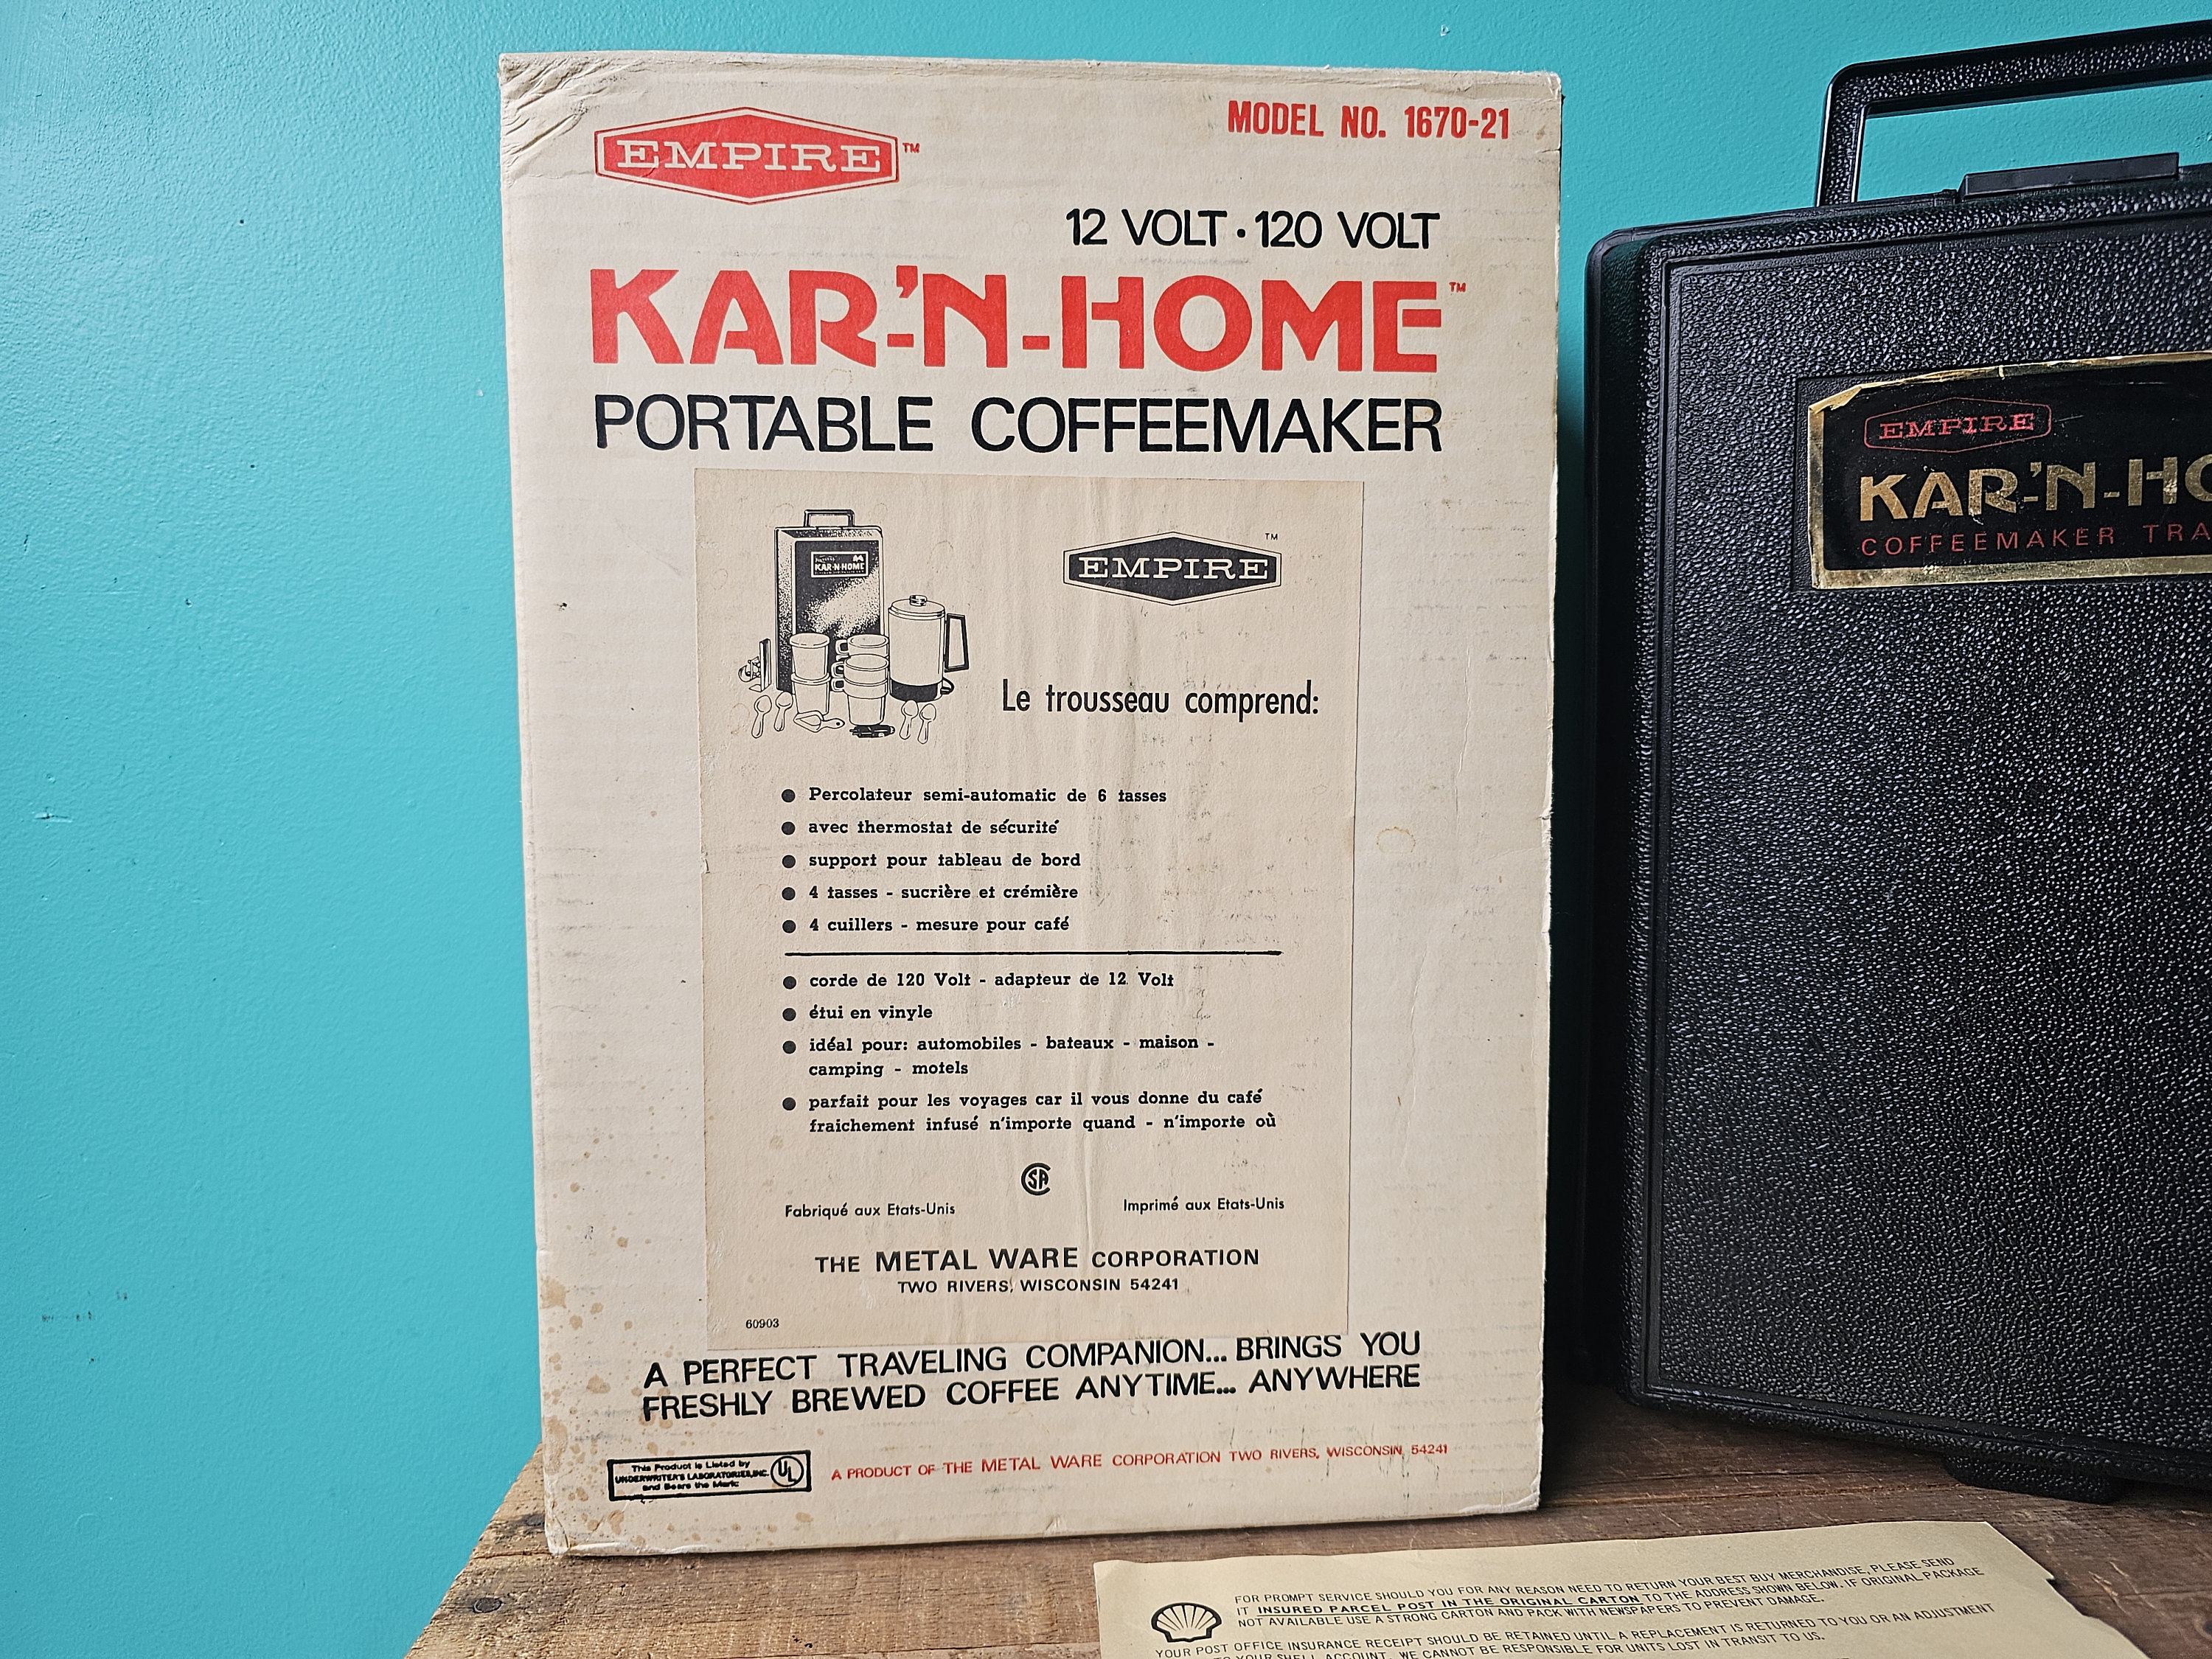 EMPIRE™
MODEL NO. 1670-21
12 VOLT · 120 VOLT
KAR-'N-HOME™
PORTABLE COFFEEMAKER
KAR-'N-HOME
EMPIRE™
Le trousseau comprend:
● Percolateur semi-automatic de 6 tasses
● avec thermostat de sécurité
● support pour tableau de bord
● 4 tasses - sucrière et crémière
● 4 cuillers - mesure pour café
● corde de 120 Volt - adapteur de 12 Volt
● étui en vinyle
● idéal pour: automobiles - bateaux - maison -
camping - motels
● parfait pour les voyages car il vous donne du café
fraichement infusé n'importe quand - n'importe où
CSA
Fabriqué aux Etats-Unis
Imprimé aux Etats-Unis
THE METAL WARE CORPORATION
TWO RIVERS, WISCONSIN 54241
60903
A PERFECT TRAVELING COMPANION... BRINGS YOU
FRESHLY BREWED COFFEE ANYTIME... ANYWHERE
This Product is Listed by
UNDERWRITER'S LABORATORIES, INC.
and Bears the Mark:
UL
A PRODUCT OF THE METAL WARE CORPORATION TWO RIVERS, WISCONSIN, 54241
EMPIRE
KAR-'N-HO
COFFEEMAKER TRA
FOR PROMPT SERVICE SHOULD YOU FOR ANY REASON NEED TO RETURN YOUR BEST BUY MERCHANDISE, PLEASE SEND
IT INSURED PARCEL POST IN THE ORIGINAL CARTON TO THE ADDRESS SHOWN BELOW. IF ORIGINAL PACKAGE
NOT AVAILABLE USE A STRONG CARTON AND PACK WITH NEWSPAPERS TO PREVENT DAMAGE.
YOUR POST OFFICE INSURANCE RECEIPT SHOULD BE RETAINED UNTIL A REPLACEMENT IS RETURNED TO YOU OR AN ADJUSTMENT
TO YOUR SHELL ACCOUNT. WE CANNOT BE RESPONSIBLE FOR UNITS LOST IN TRANSIT TO US.